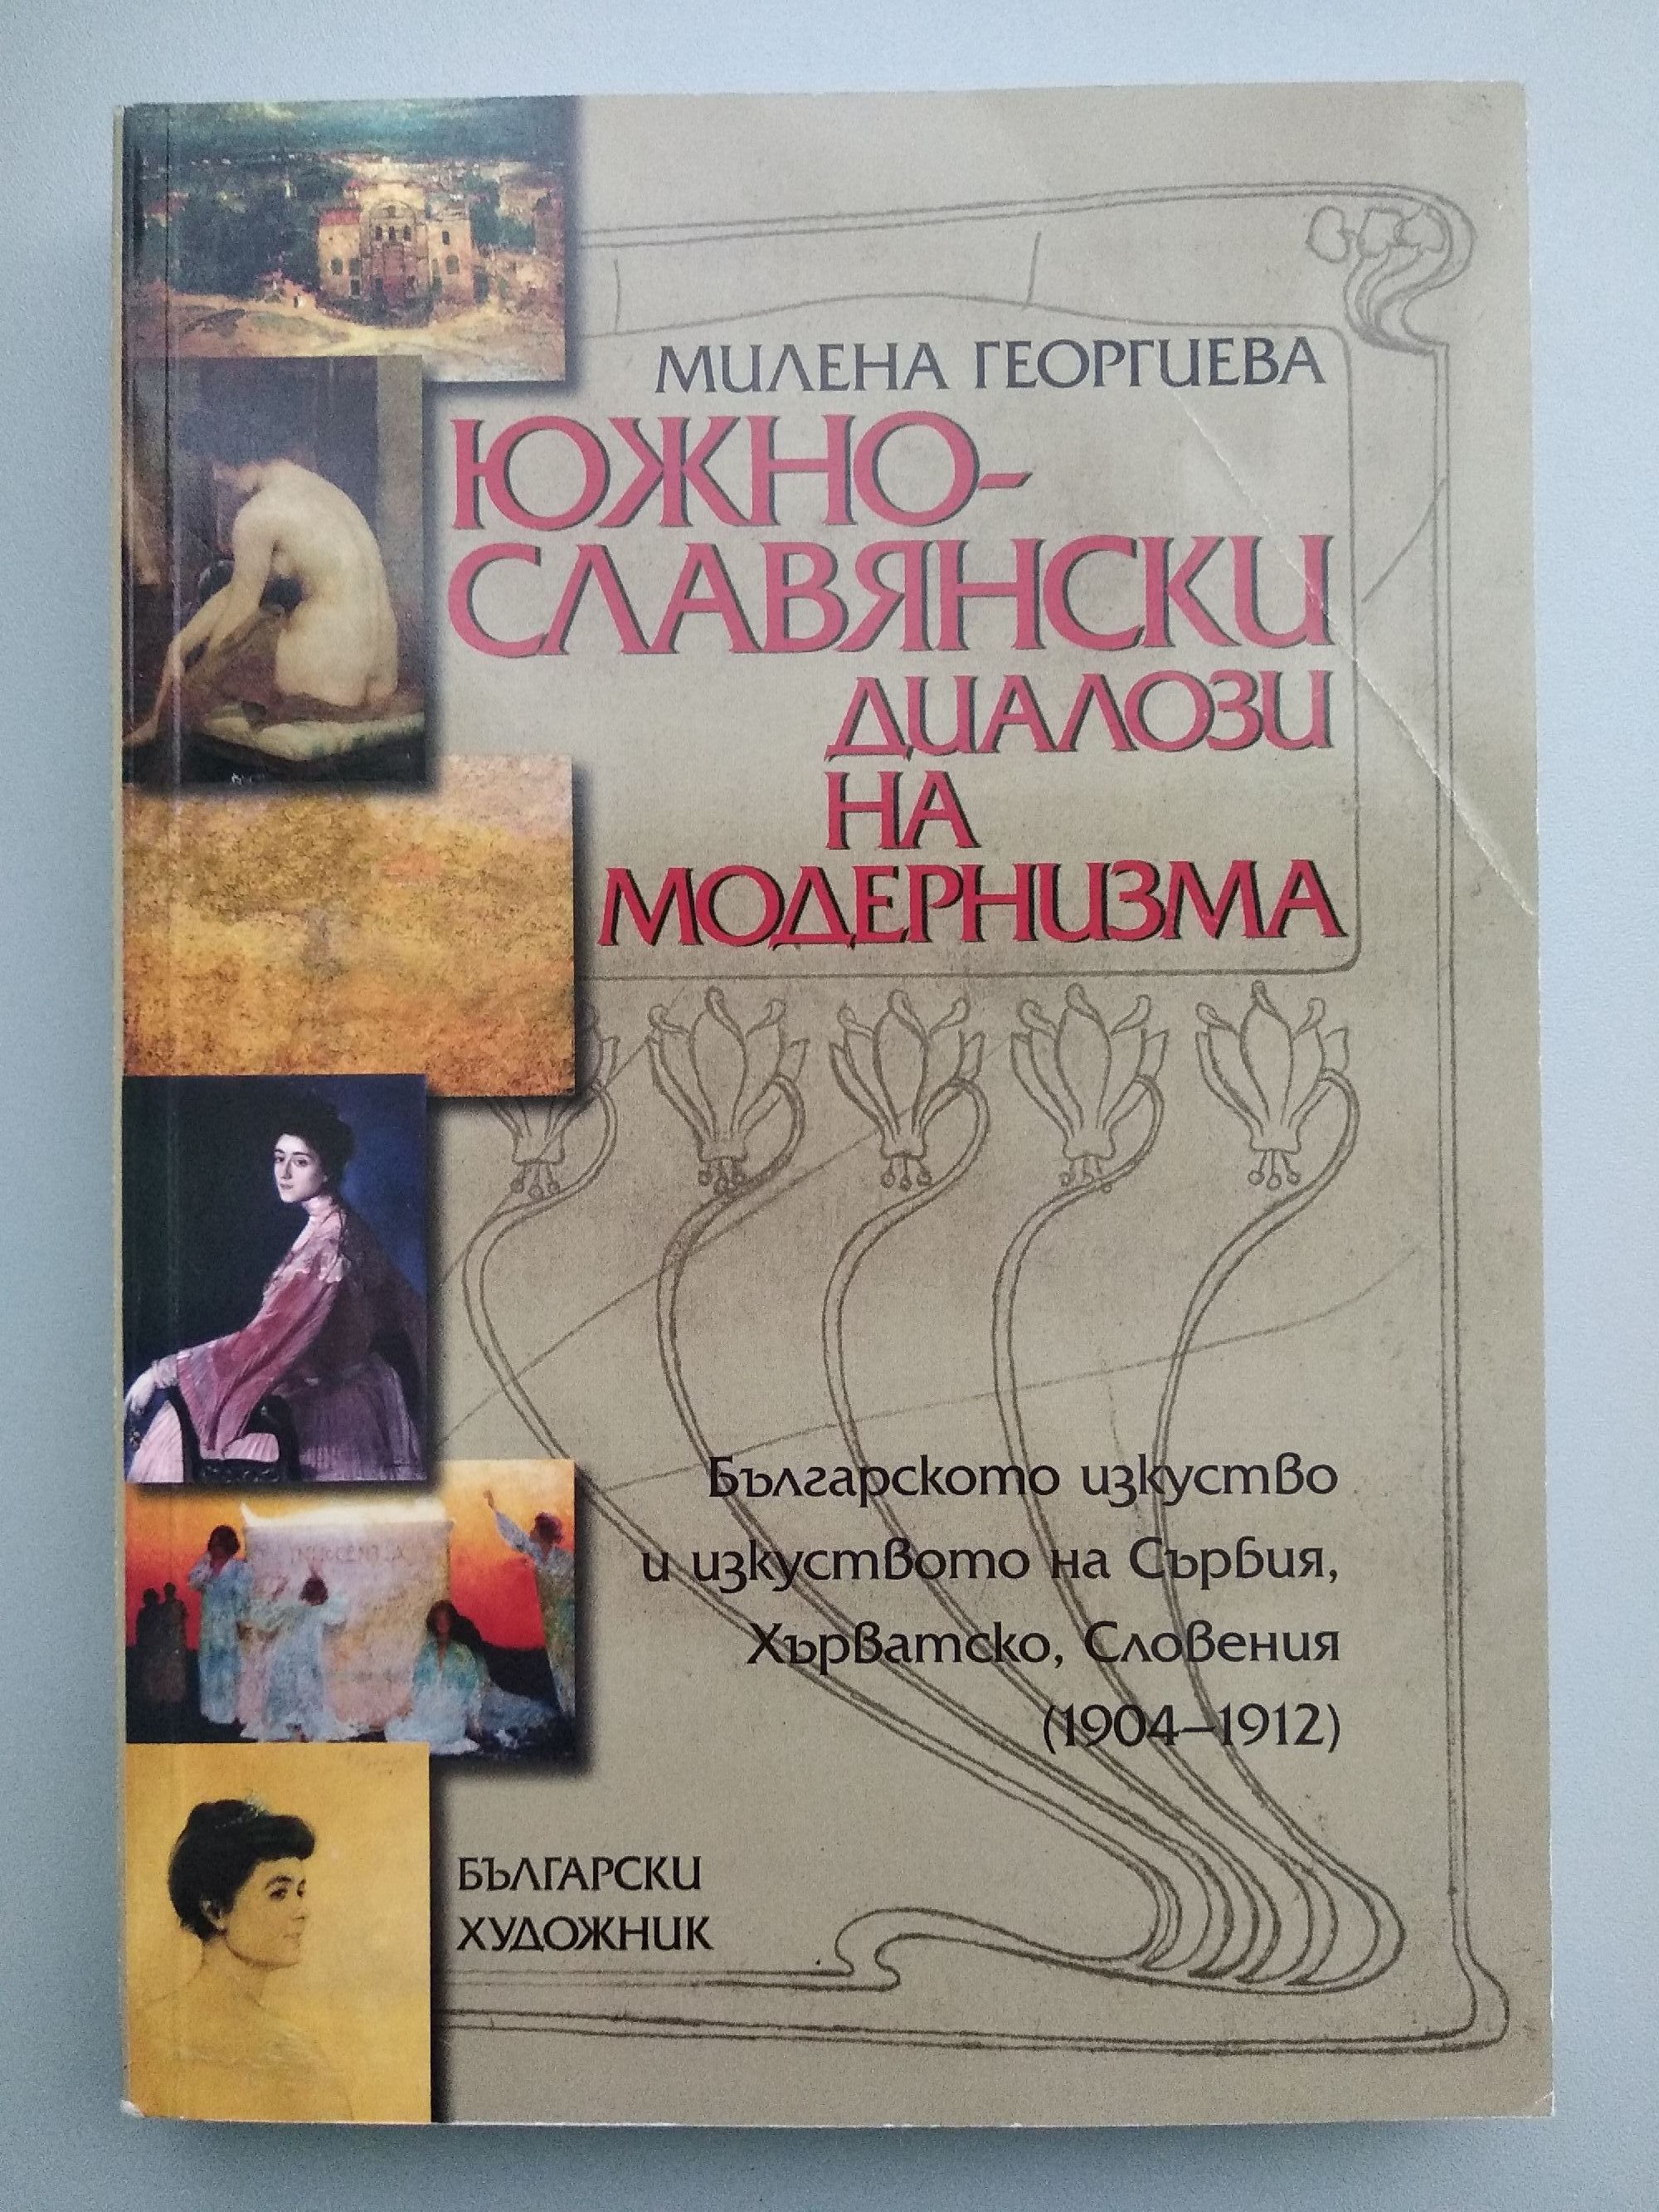 МИЛЕНА ГЕОРГИЕВА
ЮЖНО-
СЛАВЯНСКИ
ДИАЛОЗИ
НА
МОДЕРНИЗМА
Българското изкуство
и изкуството на Сърбия,
Хърватско, Словения
(1904–1912)
БЪЛГАРСКИ
ХУДОЖНИК